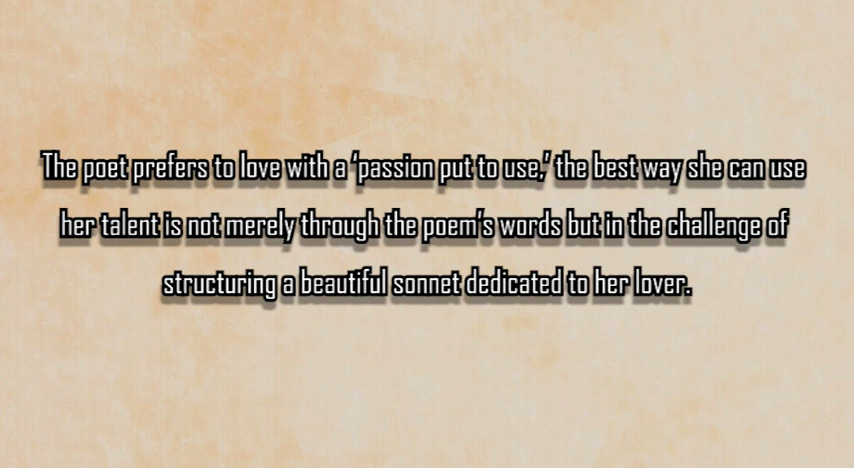 The poet prefers to love with a ‘passion put to use,’ the best way she can use
her talent is not merely through the poem’s words but in the challenge of
structuring a beautiful sonnet dedicated to her lover.